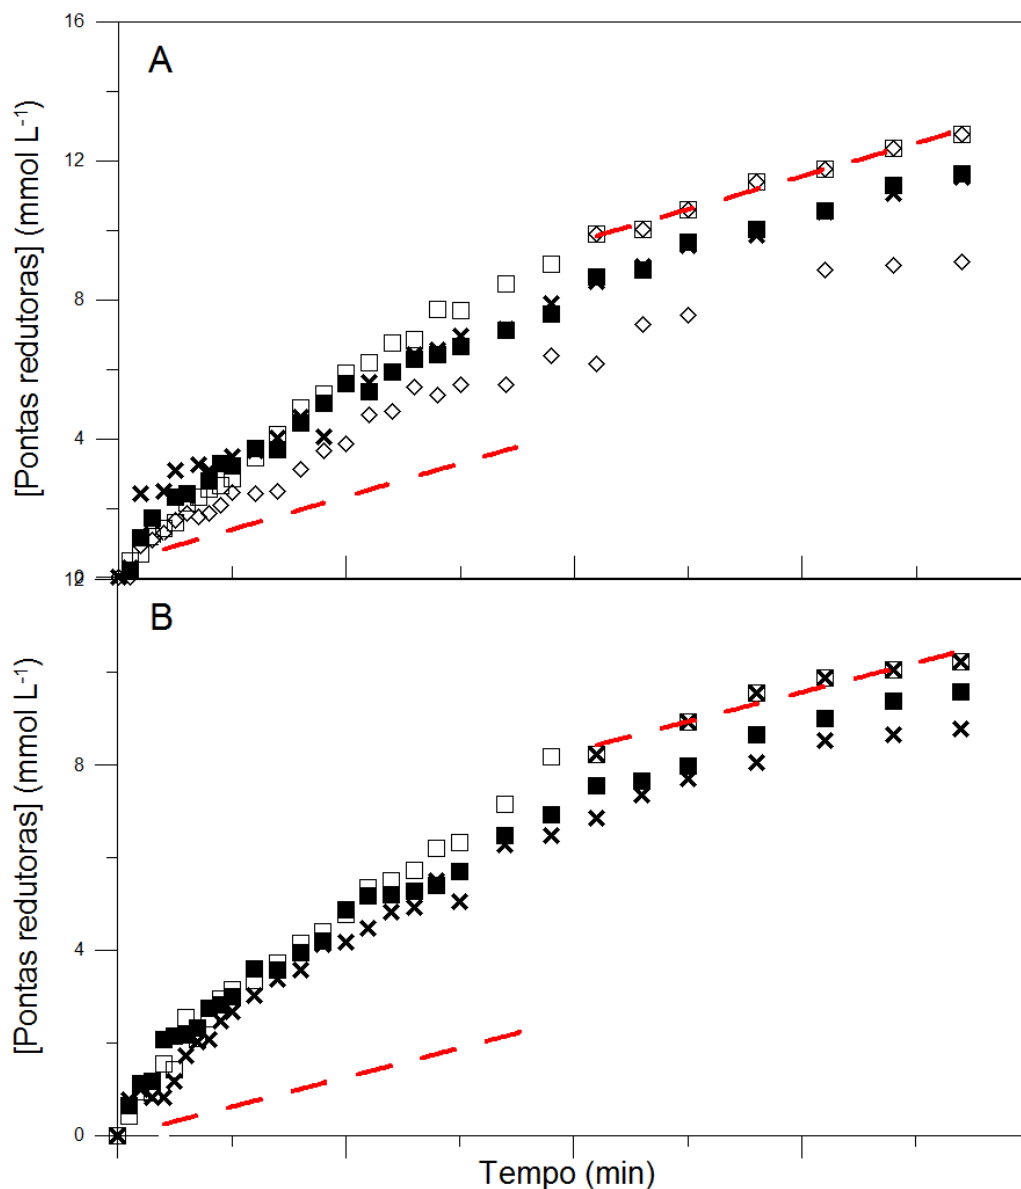 16
A
12
8
4
0
[Pontas redutoras] (mmol L⁻¹)
12
B
8
4
0
[Pontas redutoras] (mmol L⁻¹)
Tempo (min)